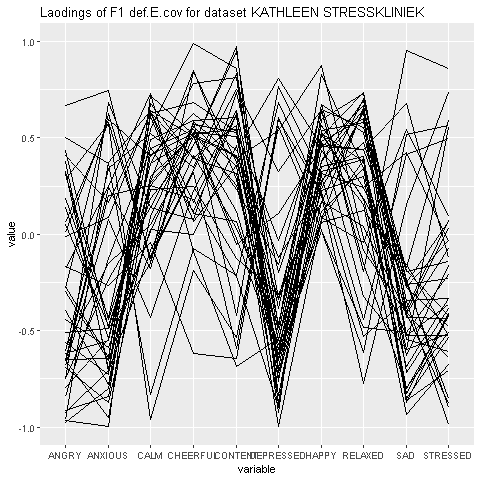 Laodings of F1 def.E.cov for dataset KATHLEEN STRESSKLINIEK
1.0
0.5
0.0
-0.5
-1.0
value
ANGRY ANXIOUS CALM CHEERFUL CONTENT DEPRESSED HAPPY RELAXED SAD STRESSED
variable